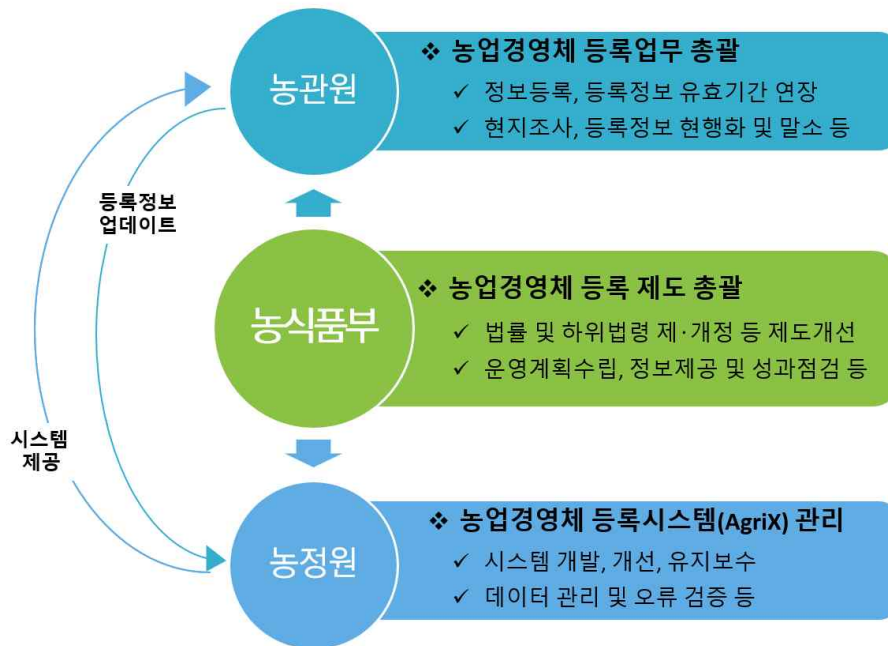 농관원
❖ 농업경영체 등록업무 총괄
✓ 정보등록, 등록정보 유효기간 연장
✓ 현지조사, 등록정보 현행화 및 말소 등
등록정보
업데이트
농식품부
❖ 농업경영체 등록 제도 총괄
✓ 법률 및 하위법령 제·개정 등 제도개선
✓ 운영계획수립, 정보제공 및 성과점검 등
시스템
제공
농정원
❖ 농업경영체 등록시스템(AgriX) 관리
✓ 시스템 개발, 개선, 유지보수
✓ 데이터 관리 및 오류 검증 등